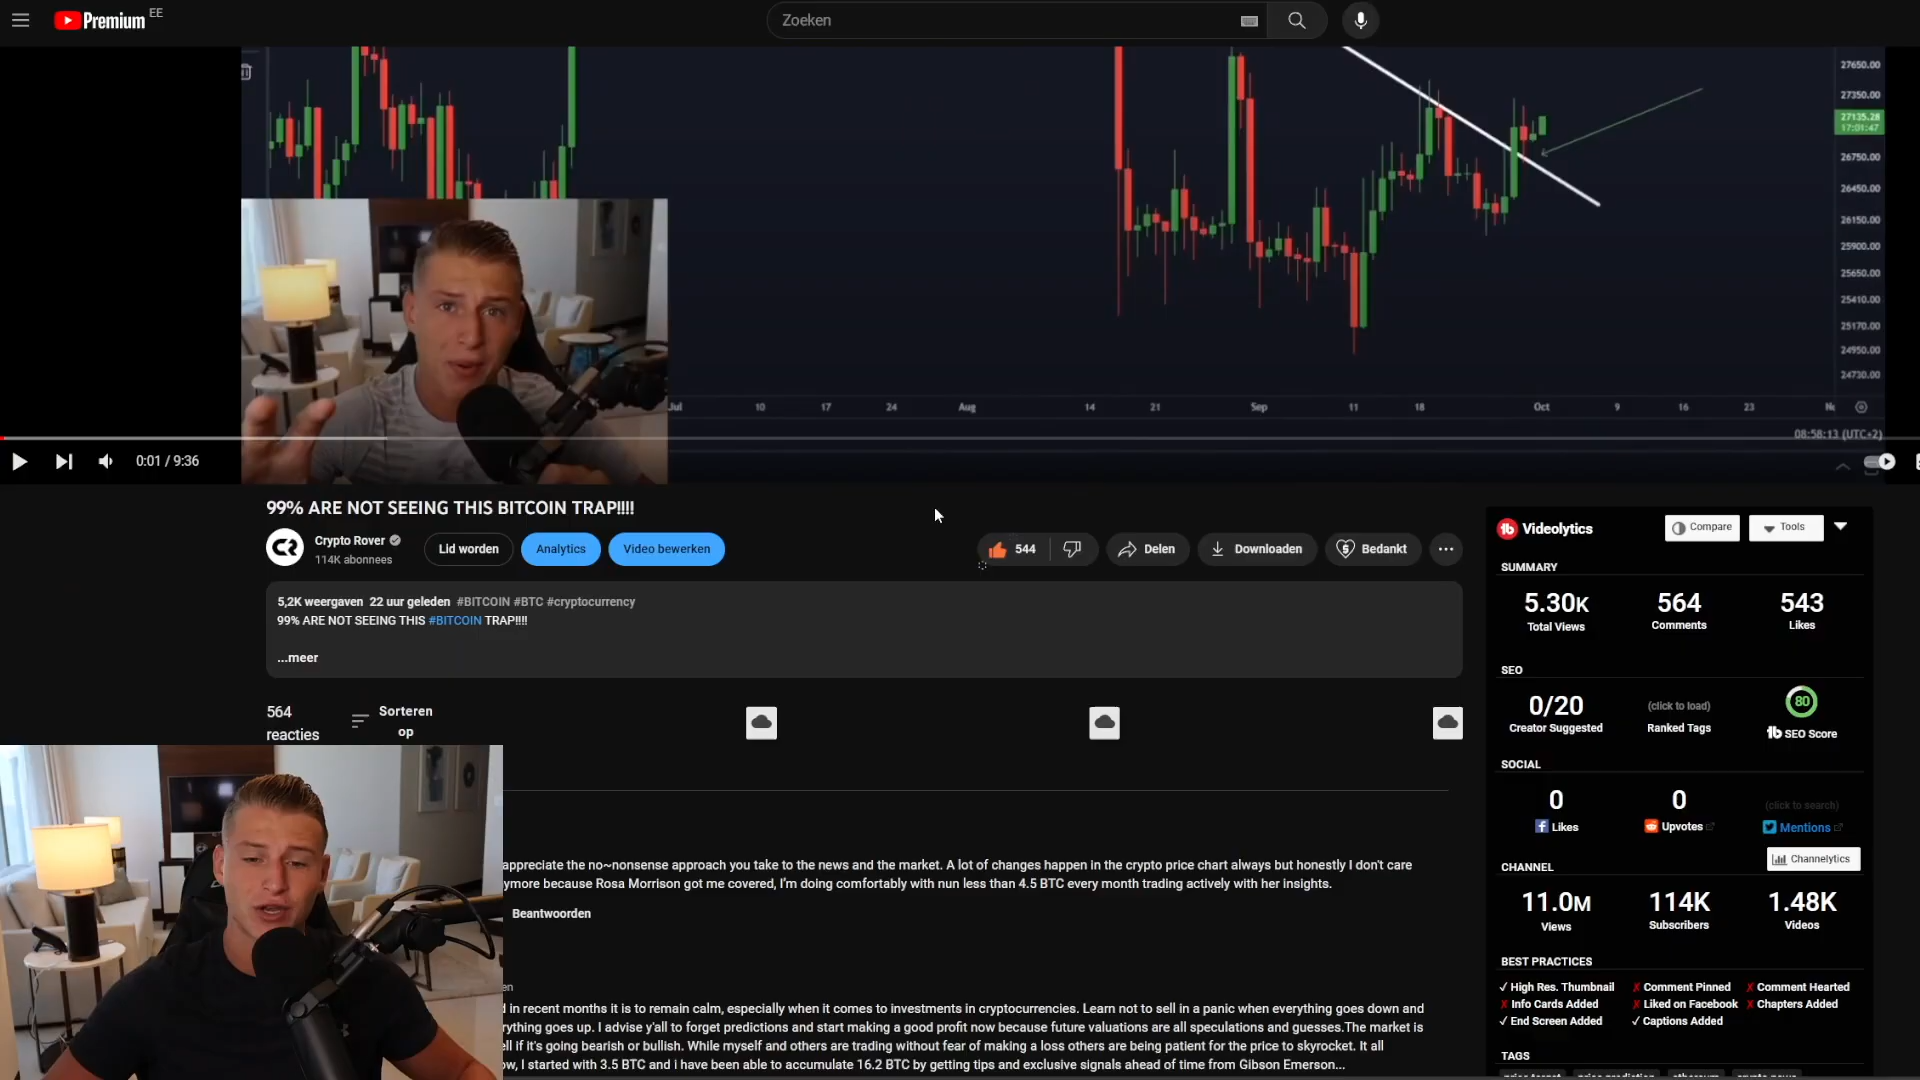 Premium EE
Zoeken
27650.00
27350.00
27135.28
17:01:47
26750.00
26450.00
26150.00
25900.00
25650.00
25410.00
25170.00
24950.00
24730.00
Jul 10 17 24 Aug 14 21 Sep 11 18 Oct 9 16 23
08:58:13 (UTC+2)
0:01 / 9:36
99% ARE NOT SEEING THIS BITCOIN TRAP!!!!
Crypto Rover
114K abonnees
Lid worden
Analytics
Video bewerken
544
Delen
Downloaden
Bedankt
5,2K weergaven 22 uur geleden #BITCOIN #BTC #cryptocurrency
99% ARE NOT SEEING THIS #BITCOIN TRAP!!!!
...meer
564
reacties
Sorteren
op
appreciate the no~nonsense approach you take to the news and the market. A lot of changes happen in the crypto price chart always but honestly I don't care
ymore because Rosa Morrison got me covered, I'm doing comfortably with nun less than 4.5 BTC every month trading actively with her insights.
Beantwoorden
en
d in recent months it is to remain calm, especially when it comes to investments in cryptocurrencies. Learn not to sell in a panic when everything goes down and
rything goes up. I advise y'all to forget predictions and start making a good profit now because future valuations are all speculations and guesses.The market is
ell if it's going bearish or bullish. While myself and others are trading without fear of making a loss others are being patient for the price to skyrocket. It all
ow, I started with 3.5 BTC and i have been able to accumulate 16.2 BTC by getting tips and exclusive signals ahead of time from Gibson Emerson...
Videolytics
Compare
Tools
SUMMARY
5.30K 564 543
Total Views Comments Likes
SEO
0/20 (click to load) 80
Creator Suggested Ranked Tags SEO Score
SOCIAL
0 0 (click to search)
Likes Upvotes Mentions
CHANNEL
Channelytics
11.0M 114K 1.48K
Views Subscribers Videos
BEST PRACTICES
✓ High Res. Thumbnail ✗ Comment Pinned ✗ Comment Hearted
✗ Info Cards Added ✗ Liked on Facebook ✗ Chapters Added
✓ End Screen Added ✓ Captions Added
TAGS